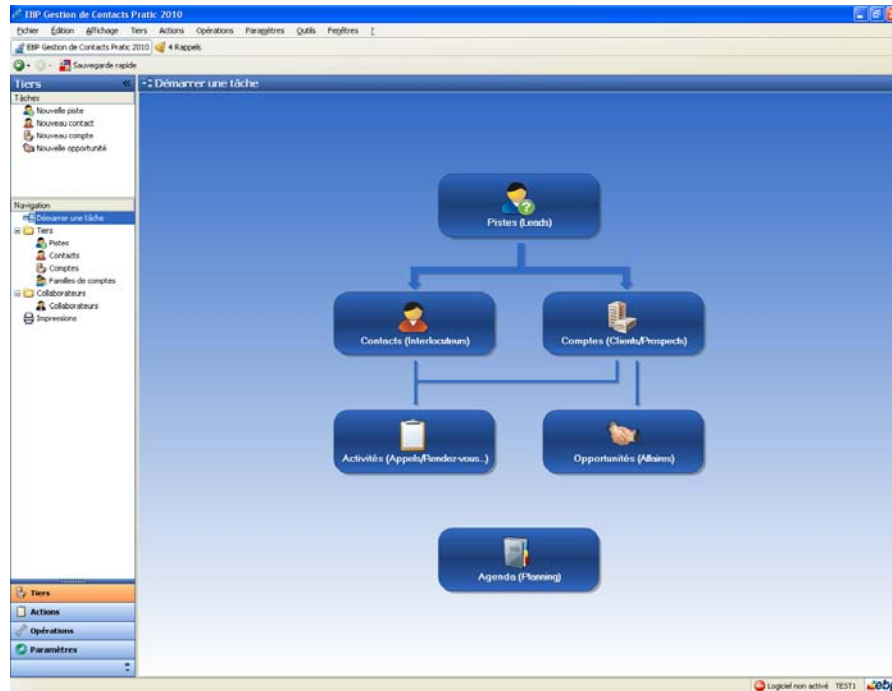 EBP Gestion de Contacts Pratic 2010
Fichier Édition Affichage Tiers Actions Opérations Paramètres Outils Fenêtres ?
EBP Gestion de Contacts Pratic 2010 4 Rappels
Sauvegarde rapide
Tiers «
Démarrer une tâche
Tâches
Nouvelle piste
Nouveau contact
Nouveau compte
Nouvelle opportunité
Navigation
Démarrer une tâche
Tiers
Pistes
Contacts
Comptes
Familles de comptes
Collaborateurs
Collaborateurs
Impressions
Pistes (Leads)
Contacts (Interlocuteurs)
Comptes (Clients/Prospects)
Activités (Appels/Rendez-vous...)
Opportunités (Affaires)
Agenda (Planning)
Tiers
Actions
Opérations
Paramètres
Logiciel non activé TEST1 ebp